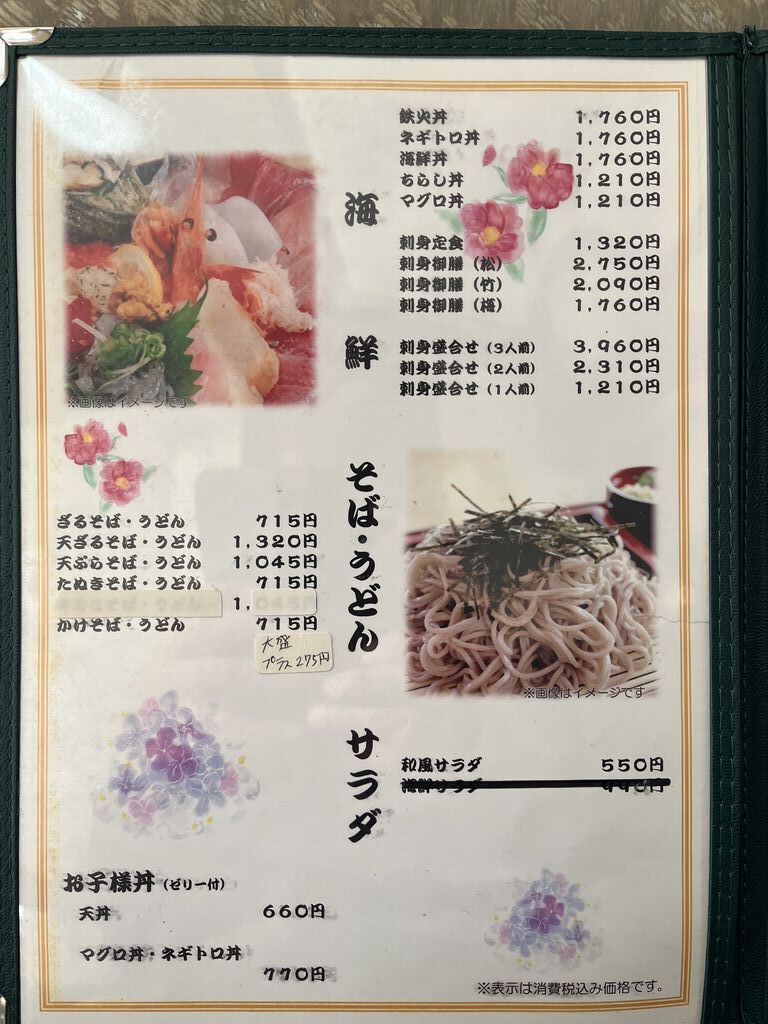 海鮮
鉄火丼 1,760円
ネギトロ丼 1,760円
海鮮丼 1,760円
ちらし丼 1,210円
マグロ丼 1,210円
刺身定食 1,320円
刺身御膳(松) 2,750円
刺身御膳(竹) 2,090円
刺身御膳(梅) 1,760円
刺身盛合せ(3人前) 3,960円
刺身盛合せ(2人前) 2,310円
刺身盛合せ(1人前) 1,210円
※画像はイメージです
そば・うどん
ざるそば・うどん 715円
天ざるそば・うどん 1,320円
天ぷらそば・うどん 1,045円
たぬきそば・うどん 715円
1,045円
かけそば・うどん 715円
大盛
プラス275円
※画像はイメージです
サラダ
和風サラダ 550円
海鮮サラダ 990円
お子様丼(ゼリー付)
天丼 660円
マグロ丼・ネギトロ丼
770円
※表示は消費税込み価格です。